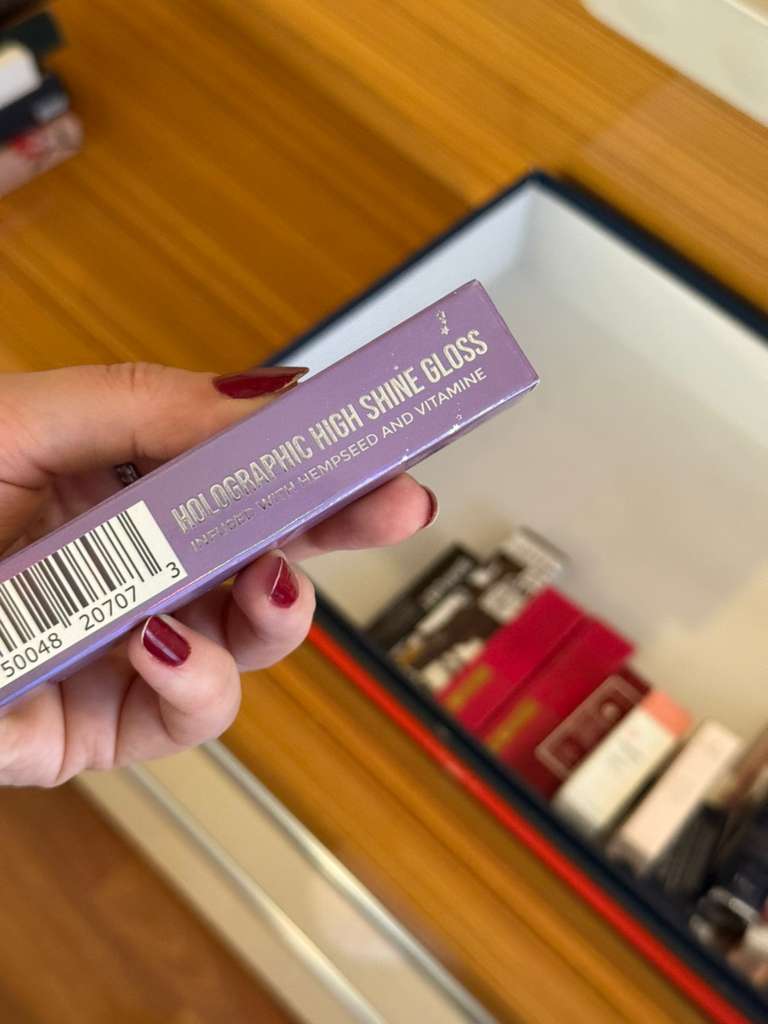 HOLOGRAPHIC HIGH SHINE GLOSS
INFUSED WITH HEMPSEED AND VITAMINE
50048 20707 3